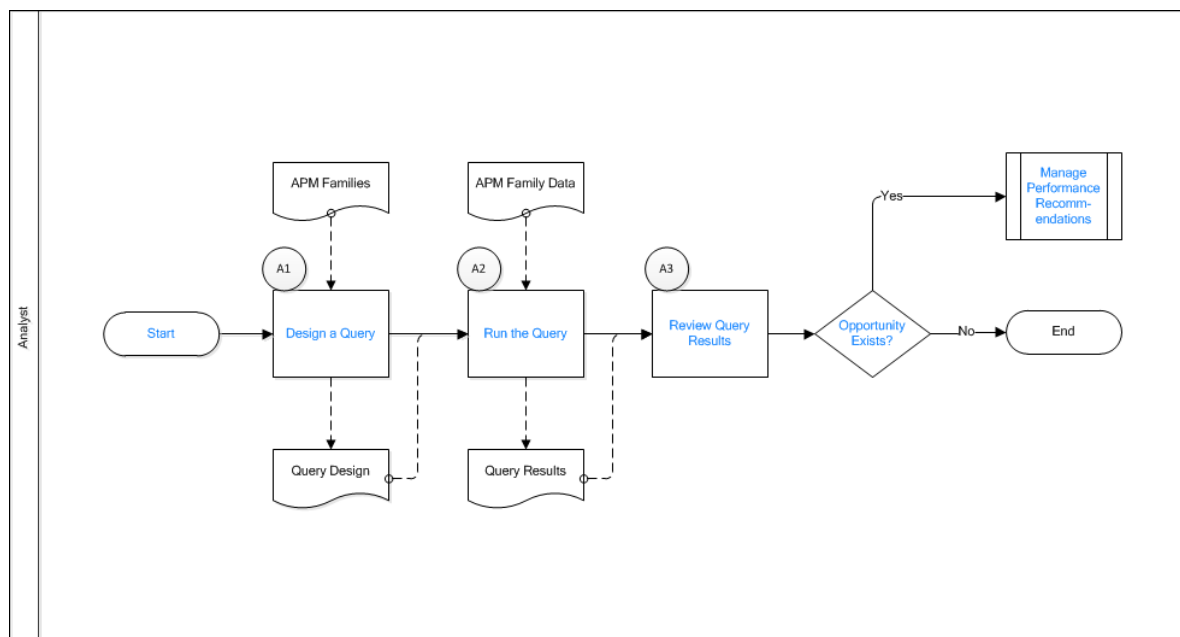 Analyst
APM Families
APM Family Data
Manage
Performance
Recomm-
endations
Yes
A1
A2
A3
Start
Design a Query
Run the Query
Review Query
Results
Opportunity
Exists?
No
End
Query Design
Query Results